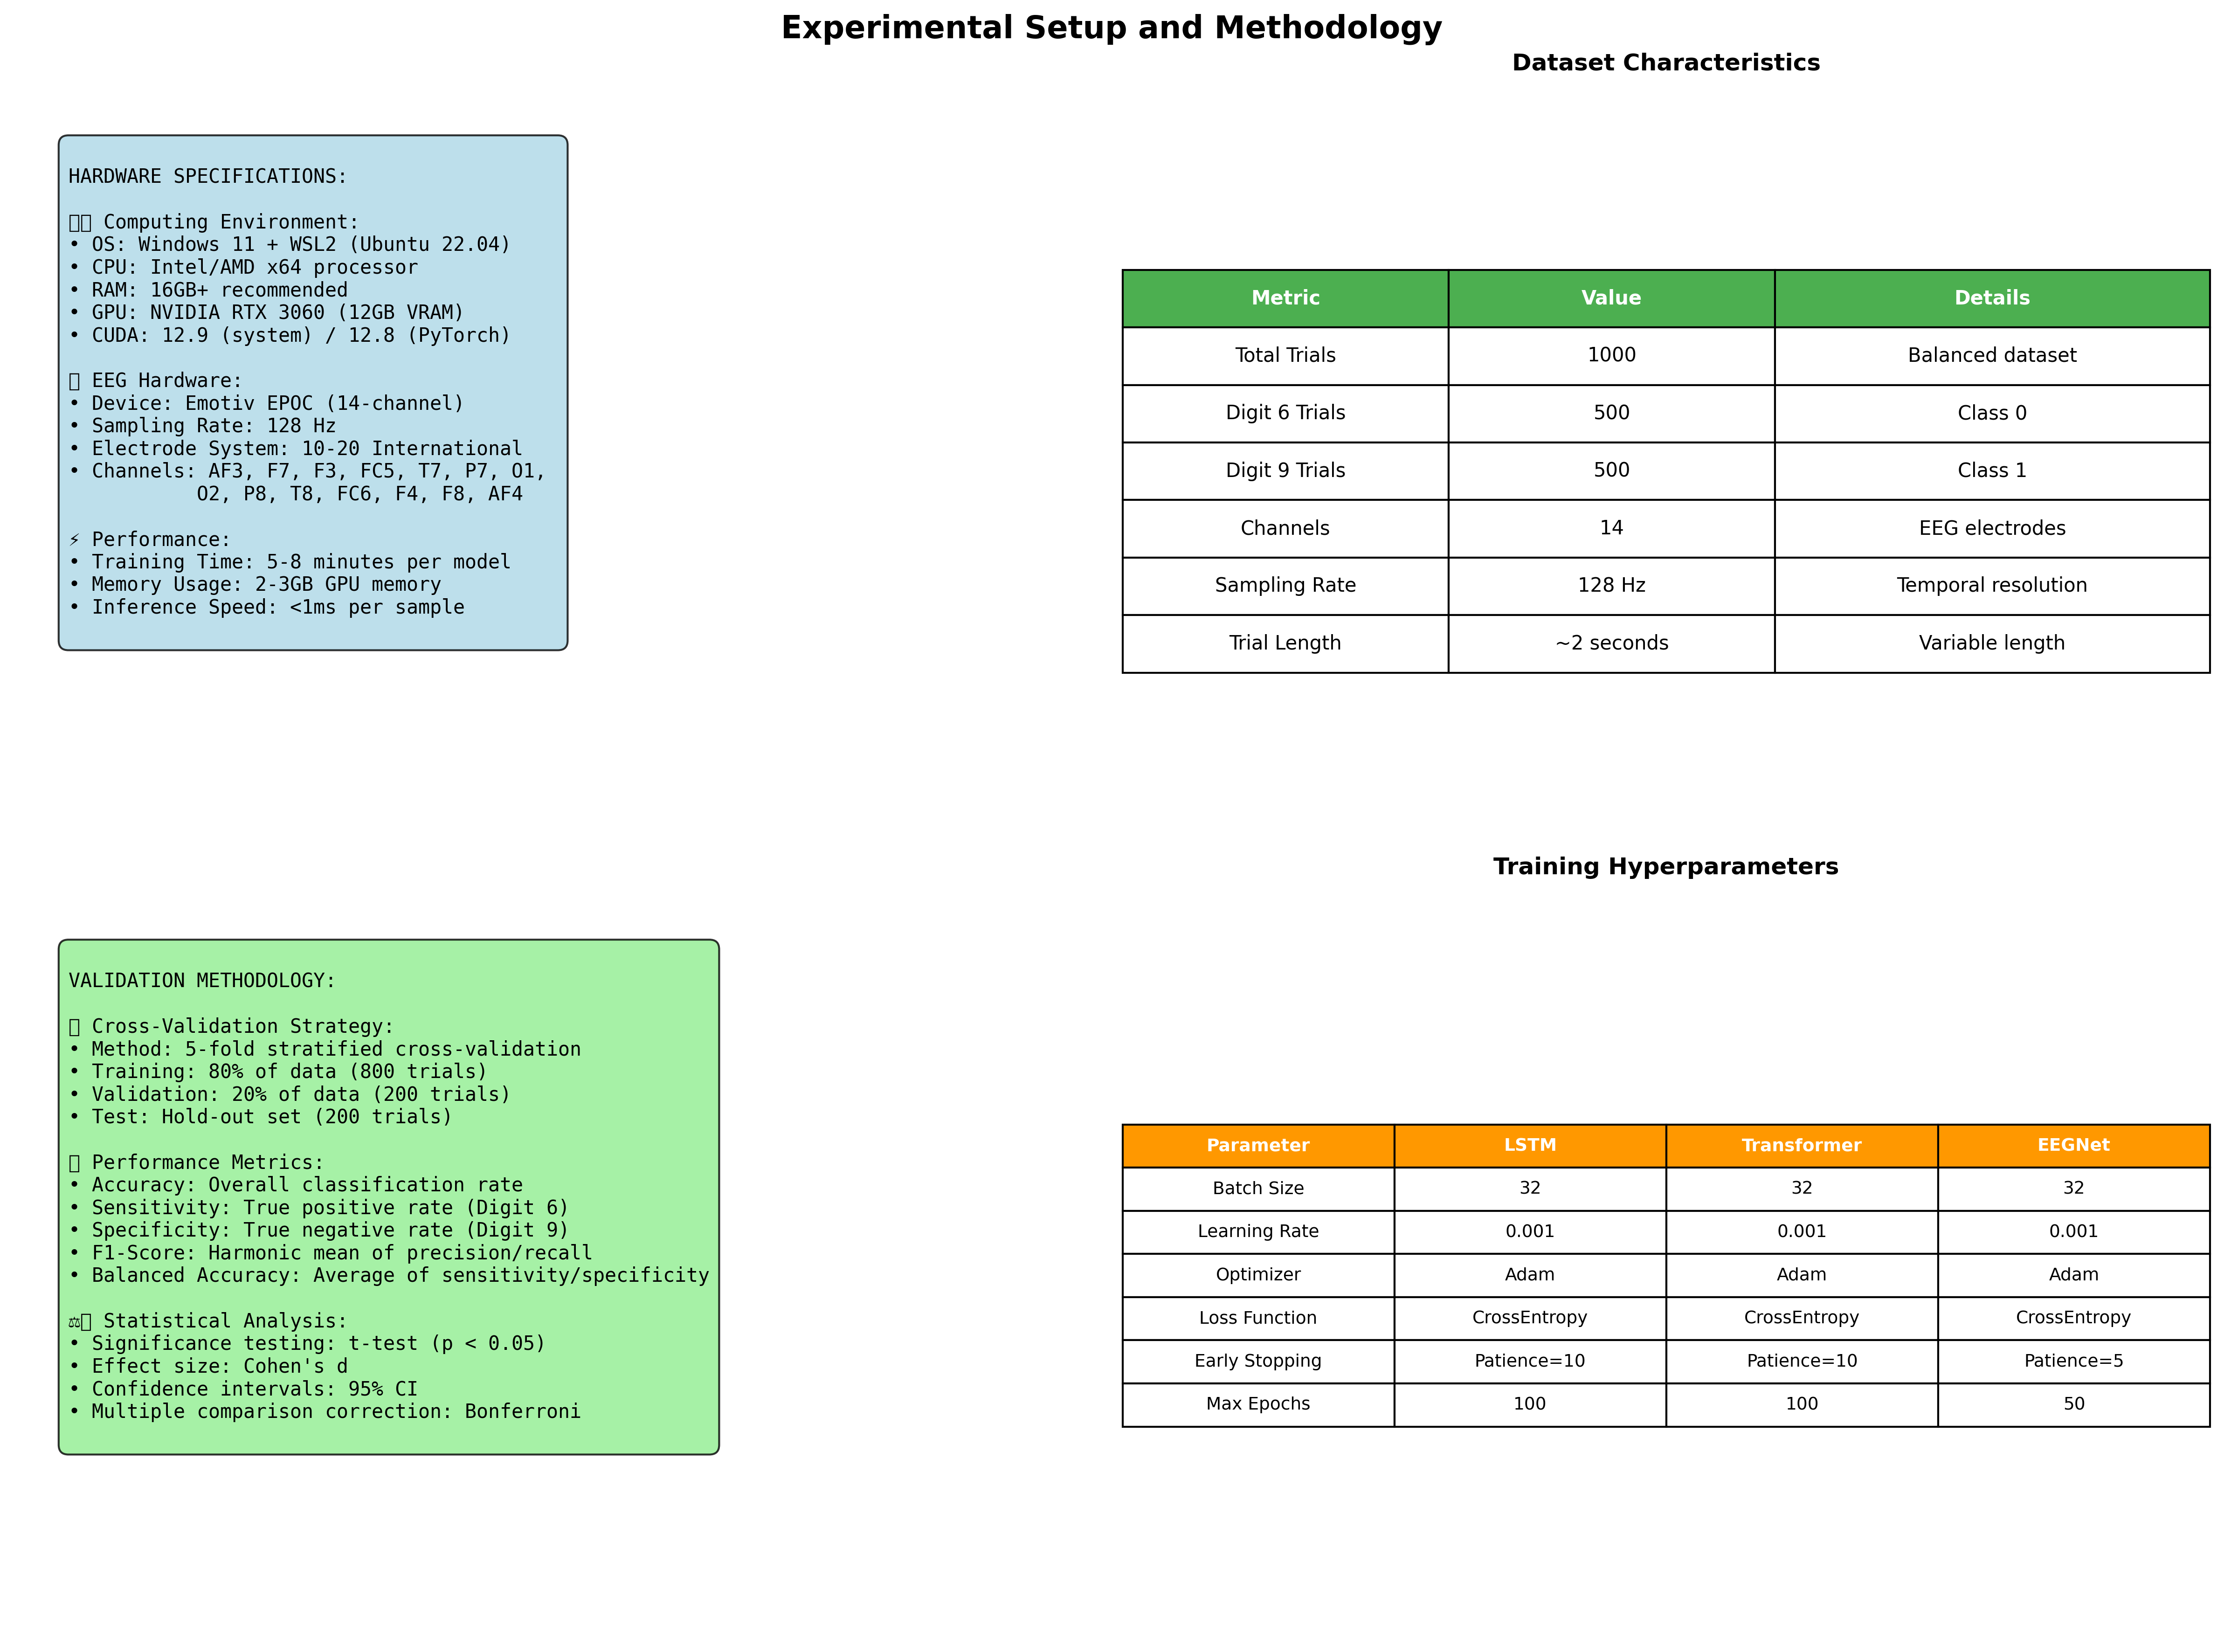 Experimental Setup and Methodology
HARDWARE SPECIFICATIONS:
Computing Environment:
• OS: Windows 11 + WSL2 (Ubuntu 22.04)
• CPU: Intel/AMD x64 processor
• RAM: 16GB+ recommended
• GPU: NVIDIA RTX 3060 (12GB VRAM)
• CUDA: 12.9 (system) / 12.8 (PyTorch)
EEG Hardware:
• Device: Emotiv EPOC (14-channel)
• Sampling Rate: 128 Hz
• Electrode System: 10-20 International
• Channels: AF3, F7, F3, FC5, T7, P7, O1,
O2, P8, T8, FC6, F4, F8, AF4
⚡ Performance:
• Training Time: 5-8 minutes per model
• Memory Usage: 2-3GB GPU memory
• Inference Speed: <1ms per sample
Dataset Characteristics
Metric Value Details
Total Trials 1000 Balanced dataset
Digit 6 Trials 500 Class 0
Digit 9 Trials 500 Class 1
Channels 14 EEG electrodes
Sampling Rate 128 Hz Temporal resolution
Trial Length ~2 seconds Variable length
VALIDATION METHODOLOGY:
Cross-Validation Strategy:
• Method: 5-fold stratified cross-validation
• Training: 80% of data (800 trials)
• Validation: 20% of data (200 trials)
• Test: Hold-out set (200 trials)
Performance Metrics:
• Accuracy: Overall classification rate
• Sensitivity: True positive rate (Digit 6)
• Specificity: True negative rate (Digit 9)
• F1-Score: Harmonic mean of precision/recall
• Balanced Accuracy: Average of sensitivity/specificity
⚖ Statistical Analysis:
• Significance testing: t-test (p < 0.05)
• Effect size: Cohen's d
• Confidence intervals: 95% CI
• Multiple comparison correction: Bonferroni
Training Hyperparameters
Parameter LSTM Transformer EEGNet
Batch Size 32 32 32
Learning Rate 0.001 0.001 0.001
Optimizer Adam Adam Adam
Loss Function CrossEntropy CrossEntropy CrossEntropy
Early Stopping Patience=10 Patience=10 Patience=5
Max Epochs 100 100 50